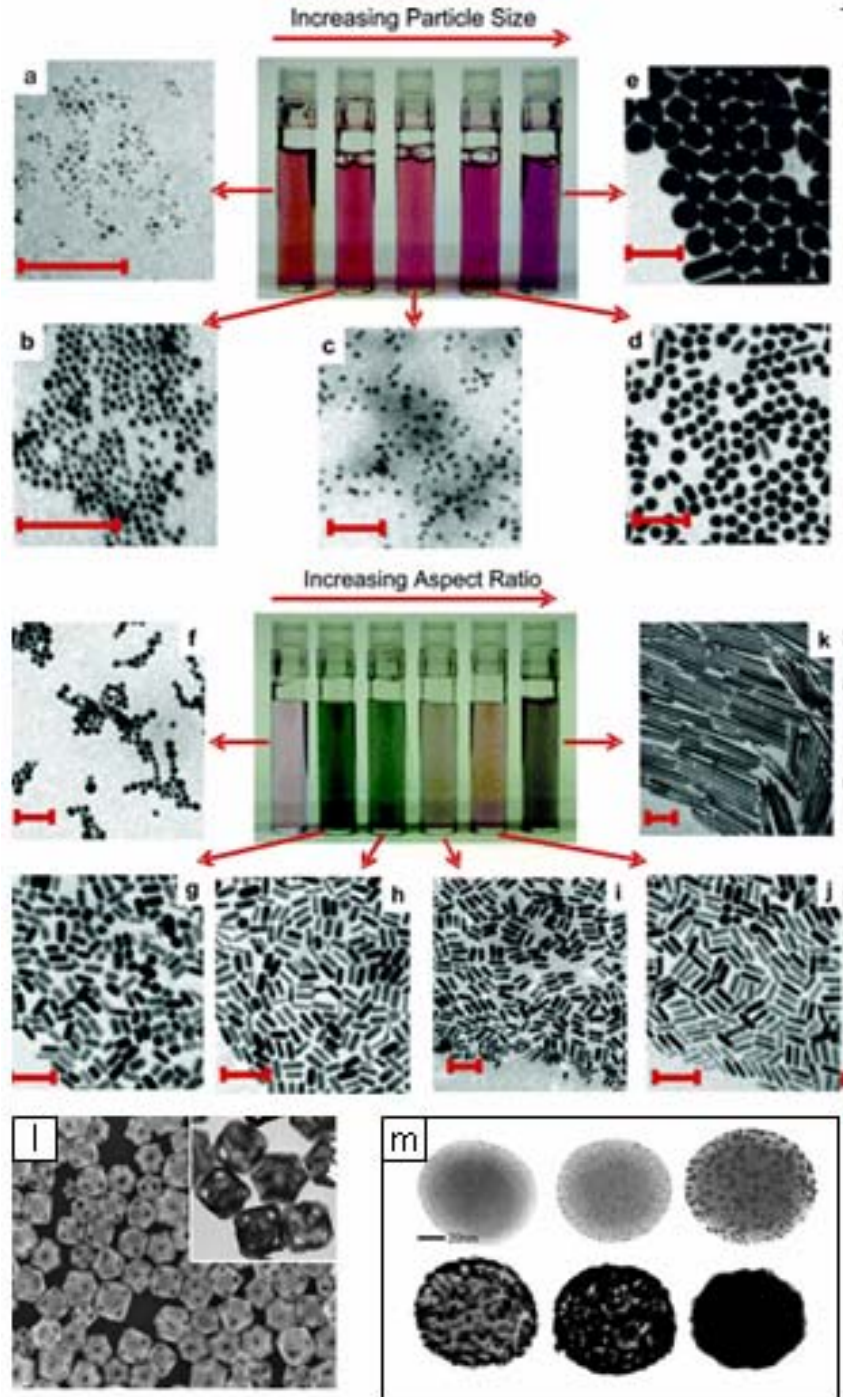 Increasing Particle Size
a
e
b
c
d
Increasing Aspect Ratio
f
k
g
h
i
j
l
m
20nm